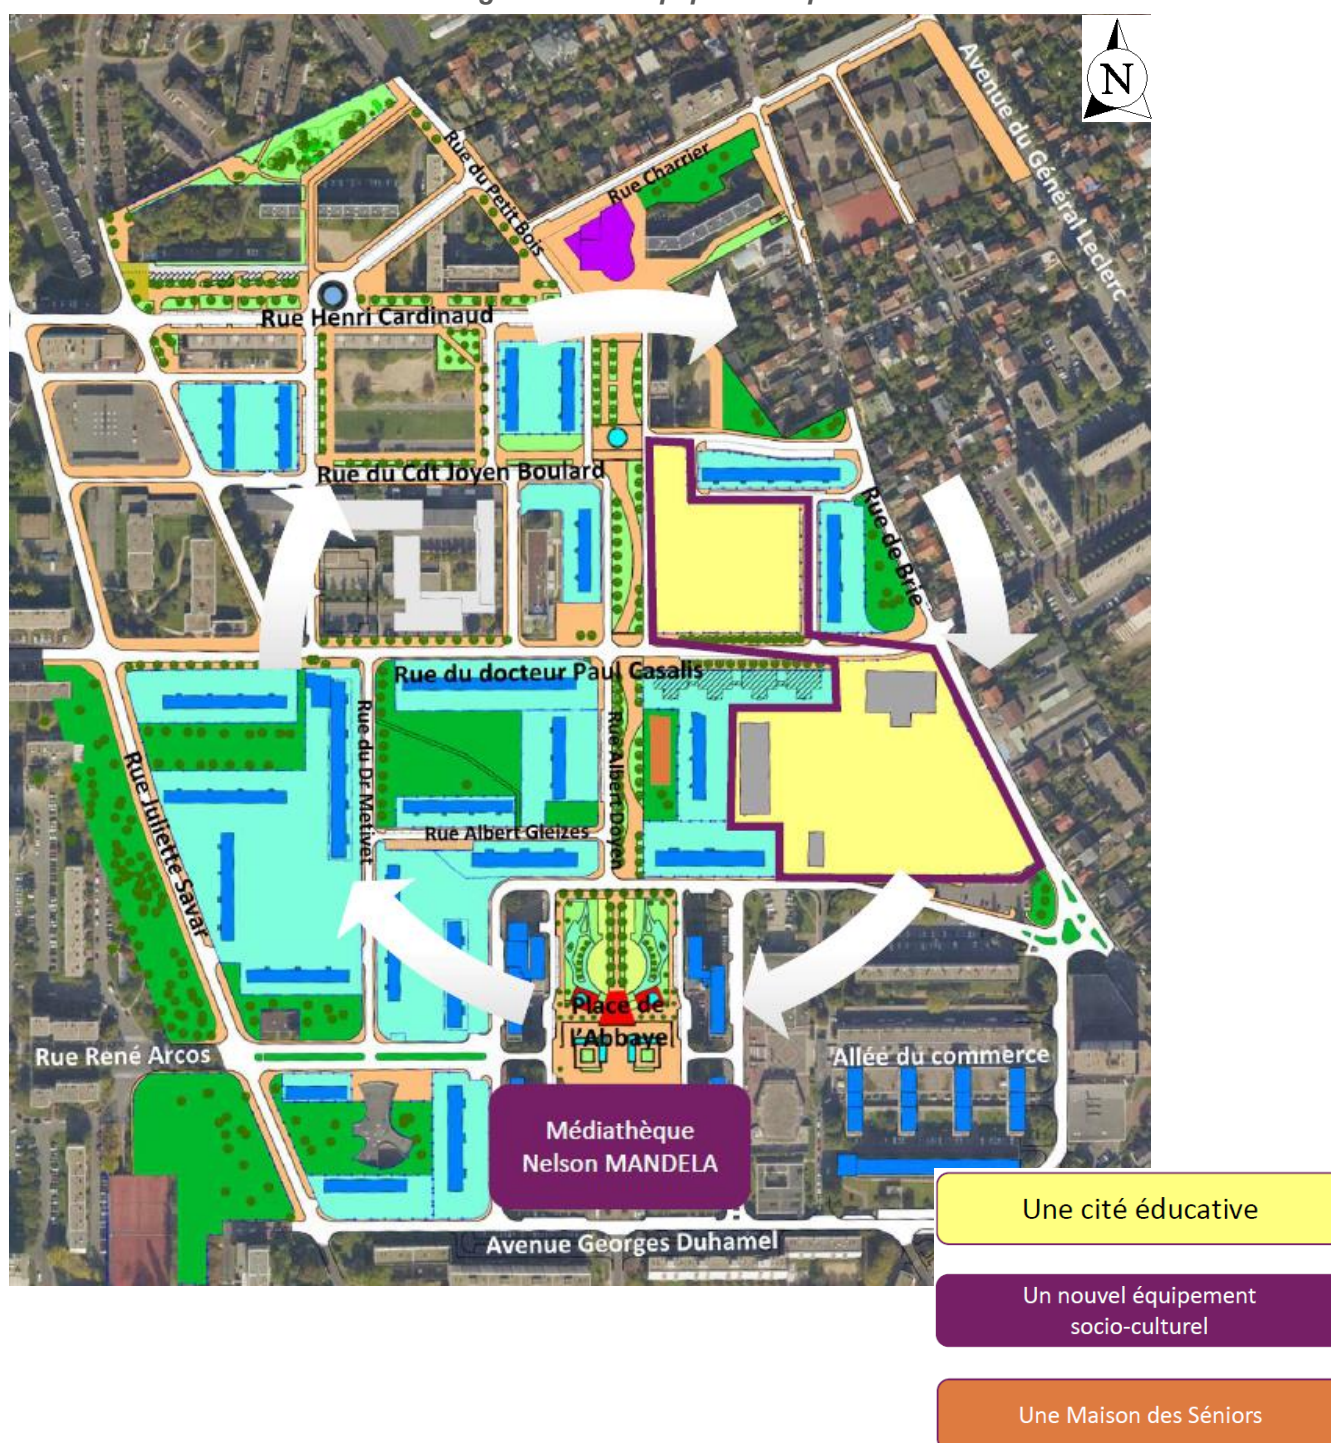 N
Avenue du Général Leclerc
Rue du Petit Bois
Rue Charrier
Rue Henri Cardinaud
Rue du Cdt Joyen Boulard
Rue de Brie
Rue du docteur Paul Casalis
Rue Juliette Savar
Rue du Dr Metivet
Rue Albert Doyen
Rue Albert Gleizes
Place de
l'Abbaye
Rue René Arcos
Allée du commerce
Médiathèque
Nelson MANDELA
Avenue Georges Duhamel
Une cité éducative
Un nouvel équipement
socio-culturel
Une Maison des Séniors